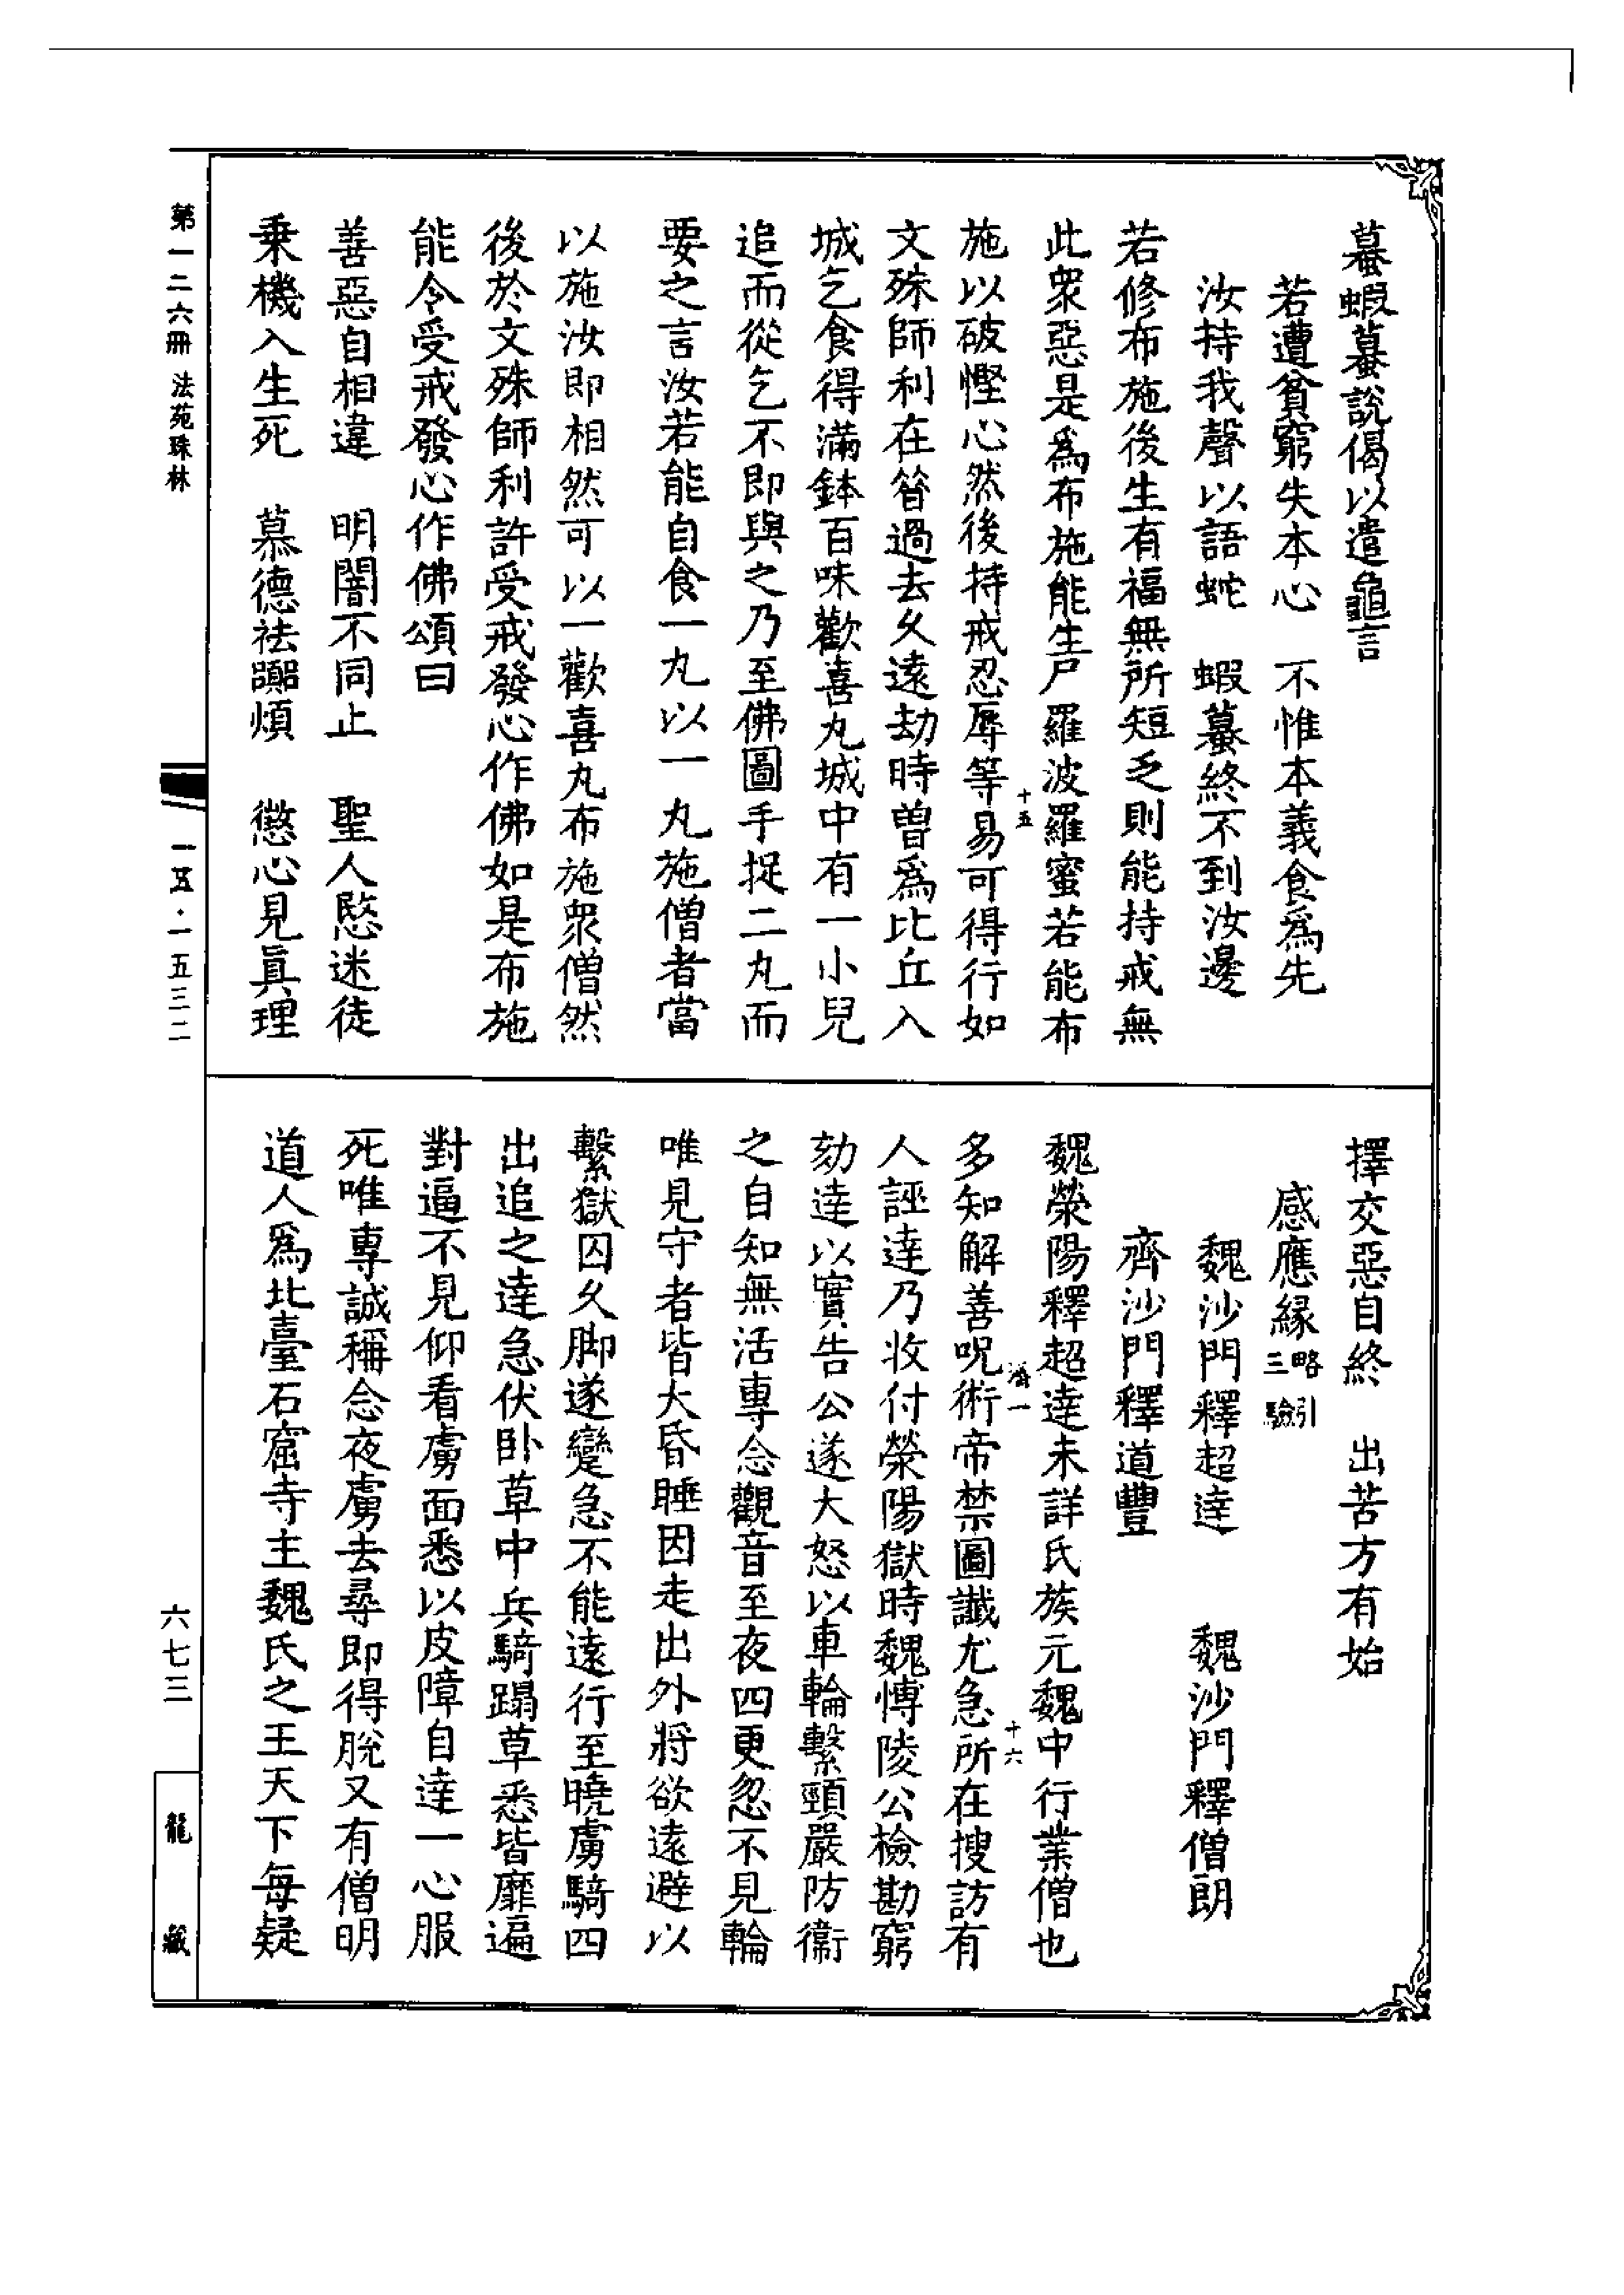 蟇蝦蟇說偈以遣龜言
若遭貧窮失本心　不惟本義食爲先
汝持我聲以語蛇　蝦蟇終不到汝邊
若修布施後生有福無所短乏則能持戒無
此衆惡是爲布施能生尸羅波羅蜜若能布
施以破慳心然後持戒忍辱等易可得行如
十五
文殊師利在昝過去久遠劫時曽爲比丘入
城乞食得滿鉢百味歡喜丸城中有一小兒
追而從乞不即與之乃至佛圖手捉二丸而
要之言汝若能自食一丸以一丸施僧者當
以施汝即相然可以一歡喜丸布施衆僧然
後於文殊師利許受戒發心作佛如是布施
能令受戒發心作佛頌曰
善惡自相違　明闇不同止　聖人愍迷徒
乗機入生死　慕德祛囂煩　懲心見眞理
擇交惡自終　出苦方有始
感應緣略引三驗
魏沙門釋超達　魏沙門釋僧朗
齊沙門釋道豐
魏滎陽釋超達未詳氏族元魏中行業僧也
多知解善呪術帝禁圖讖尤急所在搜訪有
濟一
十六
人誣達乃收付滎陽獄時魏博陵公檢勘窮
劾達以實告公遂大怒以車輪繫頸嚴防衞
之自知無活專念觀音至夜四更忽不見輪
唯見守者皆大昏睡因走出外將欲遠避以
繫獄囚久脚遂攣急不能遠行至曉虜騎四
出追之達急伏卧草中兵騎蹋草悉皆靡遍
對逼不見仰看虜面悉以皮障自達一心服
死唯專誠稱念夜虜去尋即得脫又有僧明
道人爲北臺石窟寺主魏氏之王天下每疑
第一二六冊　法苑珠林
一五三二
六七三
龍藏